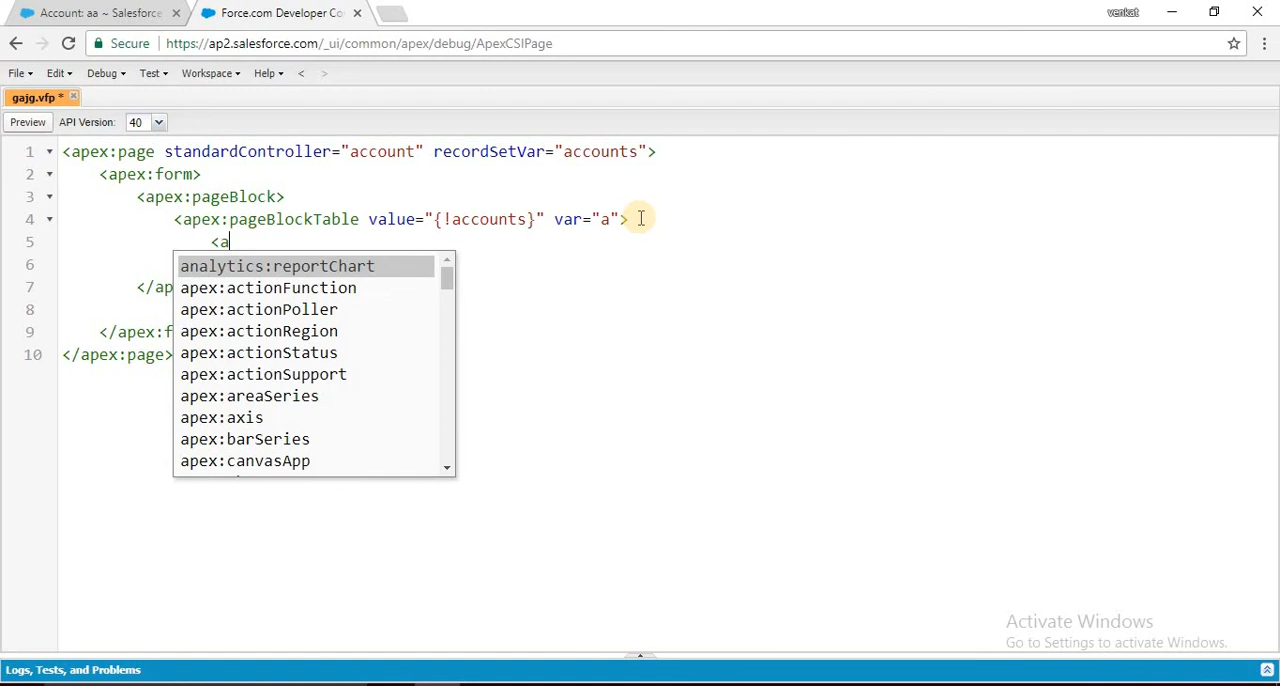 Account: aa ~ Salesforce
Force.com Developer Co
venkat
Secure
https://ap2.salesforce.com/_ui/common/apex/debug/ApexCSIPage
File Edit Debug Test Workspace Help < >
gajg.vfp *
Preview API Version: 40
1 <apex:page standardController="account" recordSetVar="accounts">
2 <apex:form>
3 <apex:pageBlock>
4 <apex:pageBlockTable value="{!accounts}" var="a">
5 <a
6
7 </ap
8
9 </apex:f
10 </apex:page>
analytics:reportChart
apex:actionFunction
apex:actionPoller
apex:actionRegion
apex:actionStatus
apex:actionSupport
apex:areaSeries
apex:axis
apex:barSeries
apex:canvasApp
Activate Windows
Go to Settings to activate Windows.
Logs, Tests, and Problems